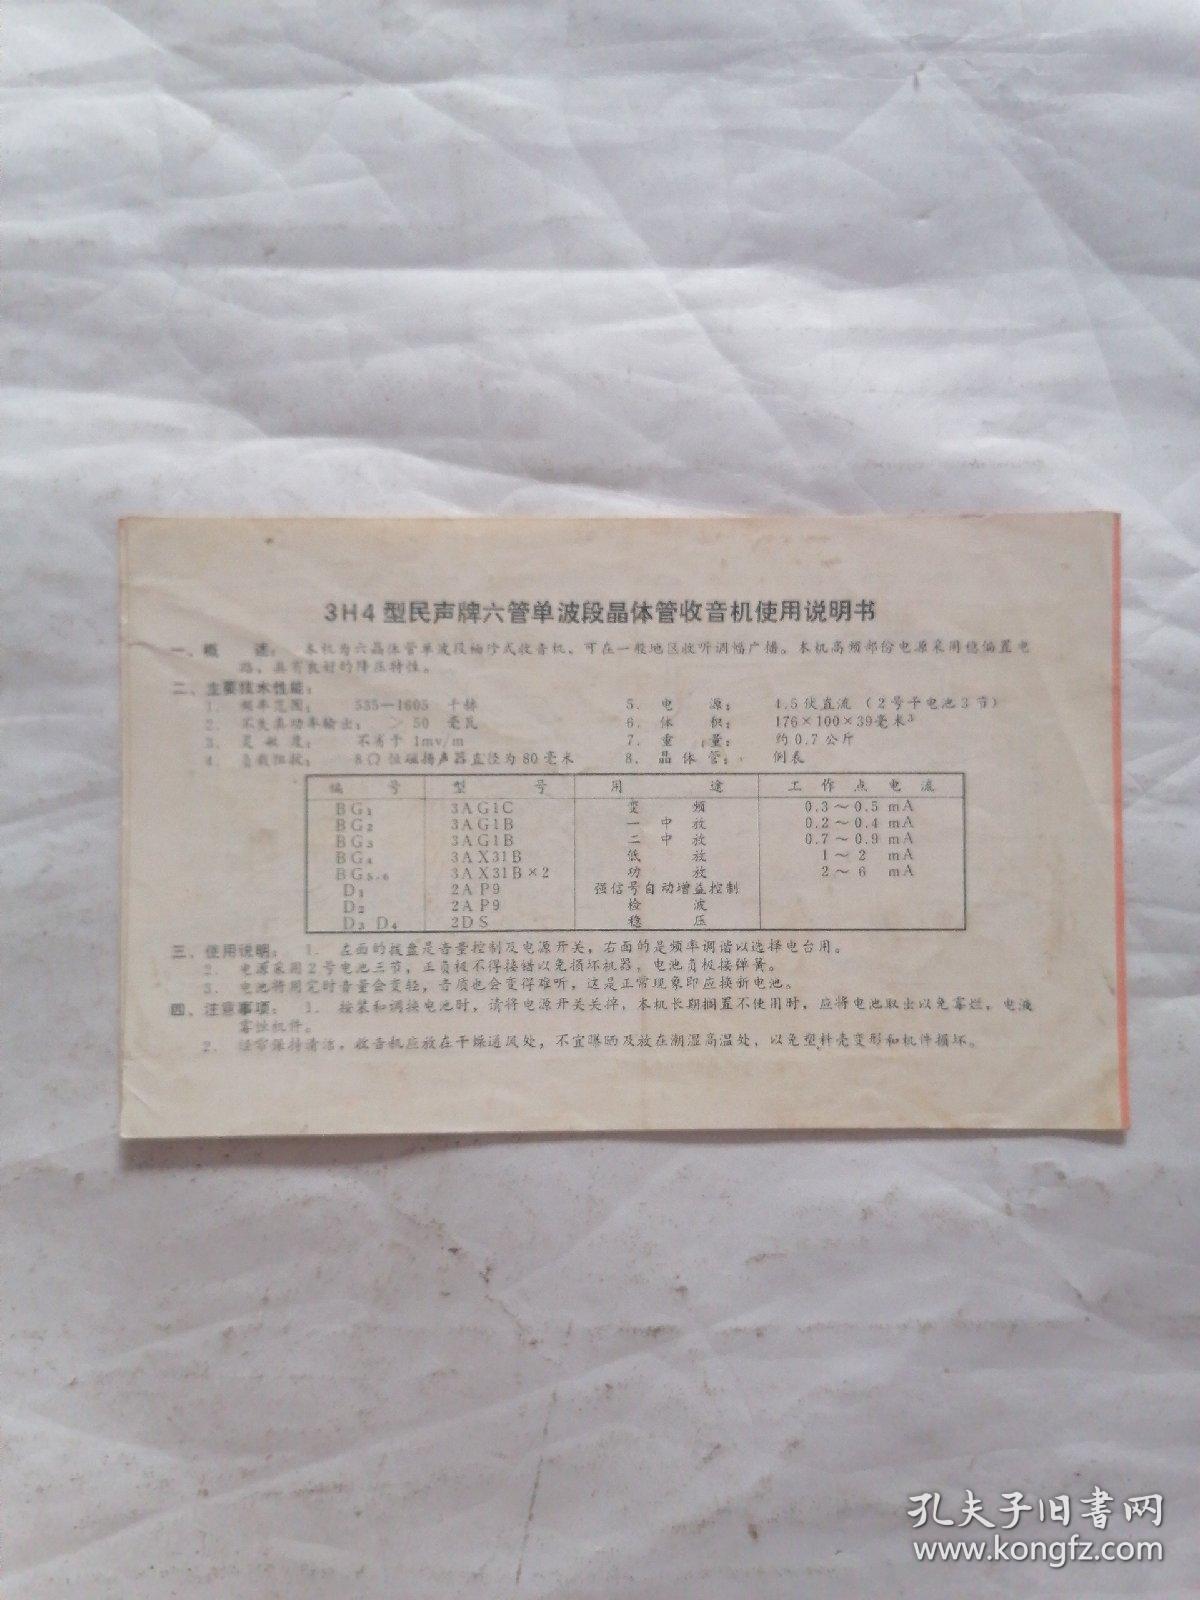 3H4型民声牌六管单波段晶体管收音机使用说明书
一、概　　述：　本机为六晶体管单波段袖珍式收音机，可在一般地区收听调幅广播。本机高频部份电源采用稳偏置电
路，具有良好的降压特性。
二、主要技术性能：
1．频率范围：　535—1605 千赫　　5．电　　源：　4.5伏直流（2号干电池3节）
2．不失真功率输出：　＞50 毫瓦　　6．体　　积：　176×100×39毫米³
3．灵 敏 度：　不劣于 1mv/m　　7．重　　量：　约0.7公斤
4．负载阻抗：　8Ω 恒磁扬声器直径为80毫米　　8．晶 体 管：　例表
编　号　型　号　用　途　工 作 点 电 流
BG₁　3AG1C　变　频　0.3～0.5 mA
BG₂　3AG1B　一 中 放　0.2～0.4 mA
BG₃　3AG1B　二 中 放　0.7～0.9 mA
BG₄　3AX31B　低　放　1～2 mA
BG₅.₆　3AX31B×2　功　放　2～6 mA
D₁　2AP9　强信号自动增益控制
D₂　2AP9　检　波
D₃ D₄　2DS　稳　压
三、使用说明：　1．左面的拨盘是音量控制及电源开关，右面的是频率调谐以选择电台用。
2．电源采用2号电池三节，正负极不得接错以免损坏机器，电池负极接弹簧。
3．电池将用完时音量会变轻，音质也会变得难听，这是正常现象即应换新电池。
四、注意事项：　1．按装和调换电池时，请将电源开关关掉，本机长期搁置不使用时，应将电池取出以免霉烂，电液
霉蚀机件。
2．经常保持清洁，收音机应放在干燥通风处，不宜曝晒及放在潮湿高温处，以免塑料壳变形和机件损坏。
孔夫子旧书网
www.kongfz.com